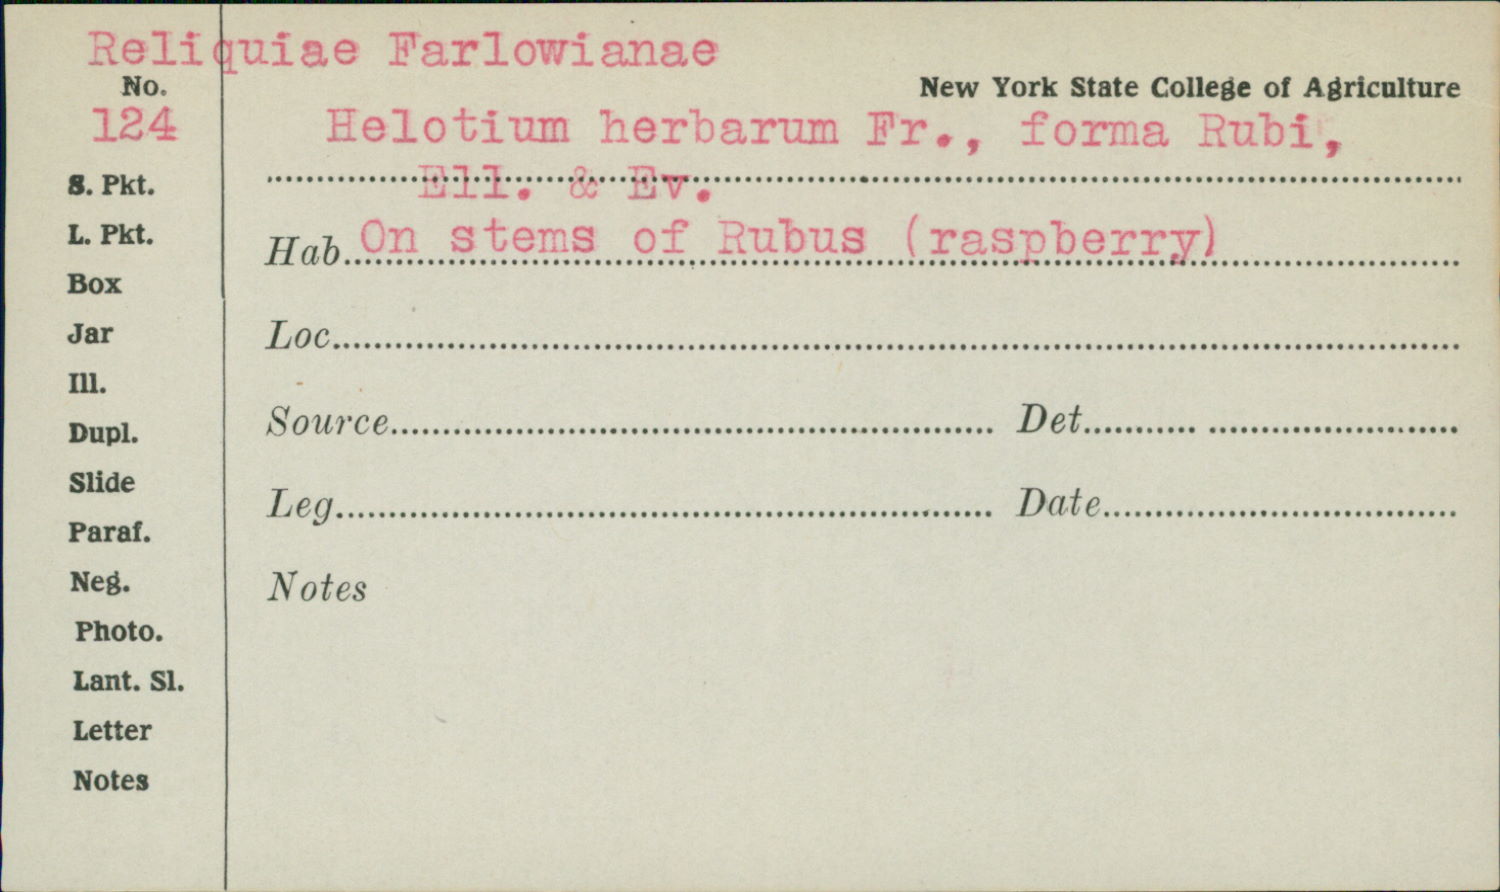 Reliquiae Farlowianae
No.
New York State College of Agriculture
124
Helotium herbarum Fr., forma Rubi,
Ell. & Ev.
S. Pkt.
L. Pkt.
Hab. On stems of Rubus (raspberry)
Box
Jar
Loc.
Ill.
Dupl.
Source Det.
Slide
Leg. Date
Paraf.
Neg.
Notes
Photo.
Lant. Sl.
Letter
Notes